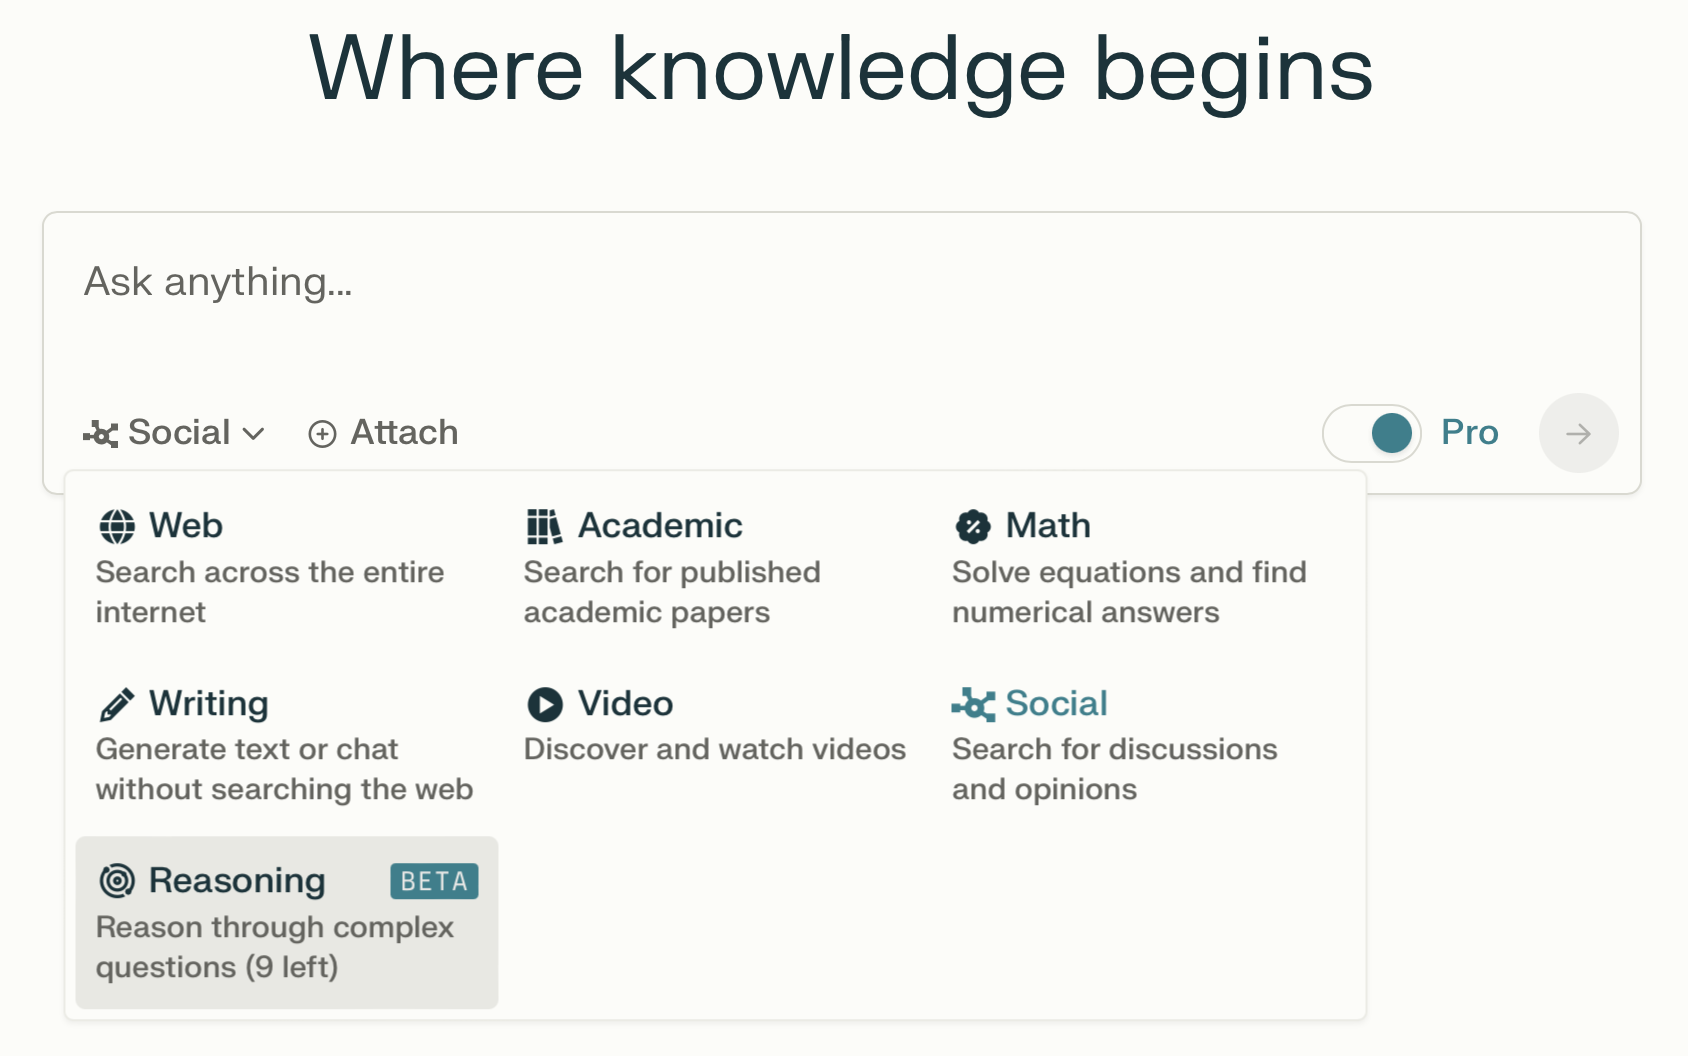 Where knowledge begins
Ask anything...
Social
Attach
Pro
Web
Search across the entire
internet
Academic
Search for published
academic papers
Math
Solve equations and find
numerical answers
Writing
Generate text or chat
without searching the web
Video
Discover and watch videos
Social
Search for discussions
and opinions
Reasoning BETA
Reason through complex
questions (9 left)